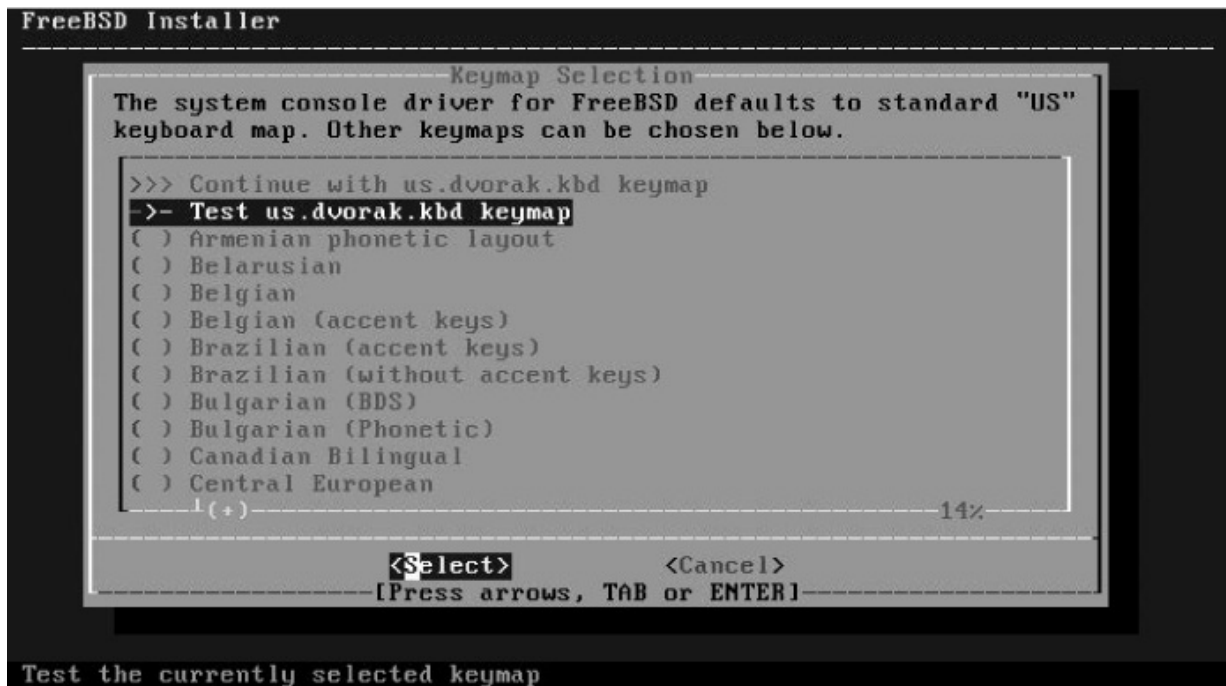 FreeBSD Installer
Keymap Selection
The system console driver for FreeBSD defaults to standard "US"
keyboard map. Other keymaps can be chosen below.
>>> Continue with us.dvorak.kbd keymap
->- Test us.dvorak.kbd keymap
( ) Armenian phonetic layout
( ) Belarusian
( ) Belgian
( ) Belgian (accent keys)
( ) Brazilian (accent keys)
( ) Brazilian (without accent keys)
( ) Bulgarian (BDS)
( ) Bulgarian (Phonetic)
( ) Canadian Bilingual
( ) Central European
(+) 14%
<Select> <Cancel>
[Press arrows, TAB or ENTER]
Test the currently selected keymap